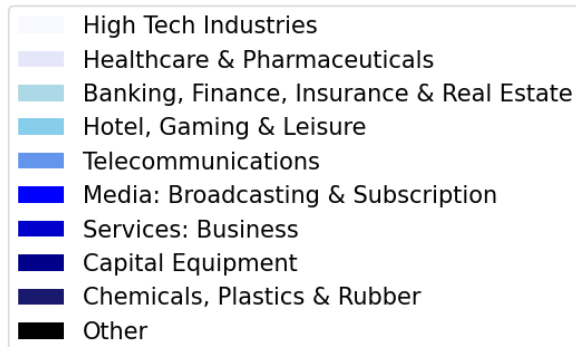 High Tech Industries
Healthcare & Pharmaceuticals
Banking, Finance, Insurance & Real Estate
Hotel, Gaming & Leisure
Telecommunications
Media: Broadcasting & Subscription
Services: Business
Capital Equipment
Chemicals, Plastics & Rubber
Other